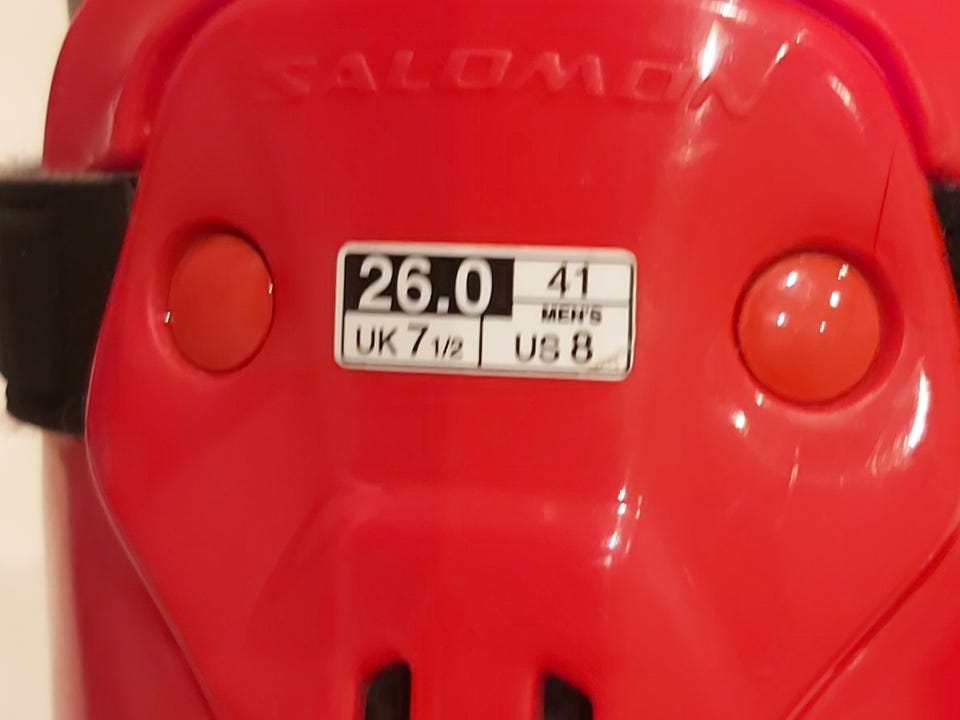 SALOMON
26.0 41
MEN'S
UK 7 1/2 US 8